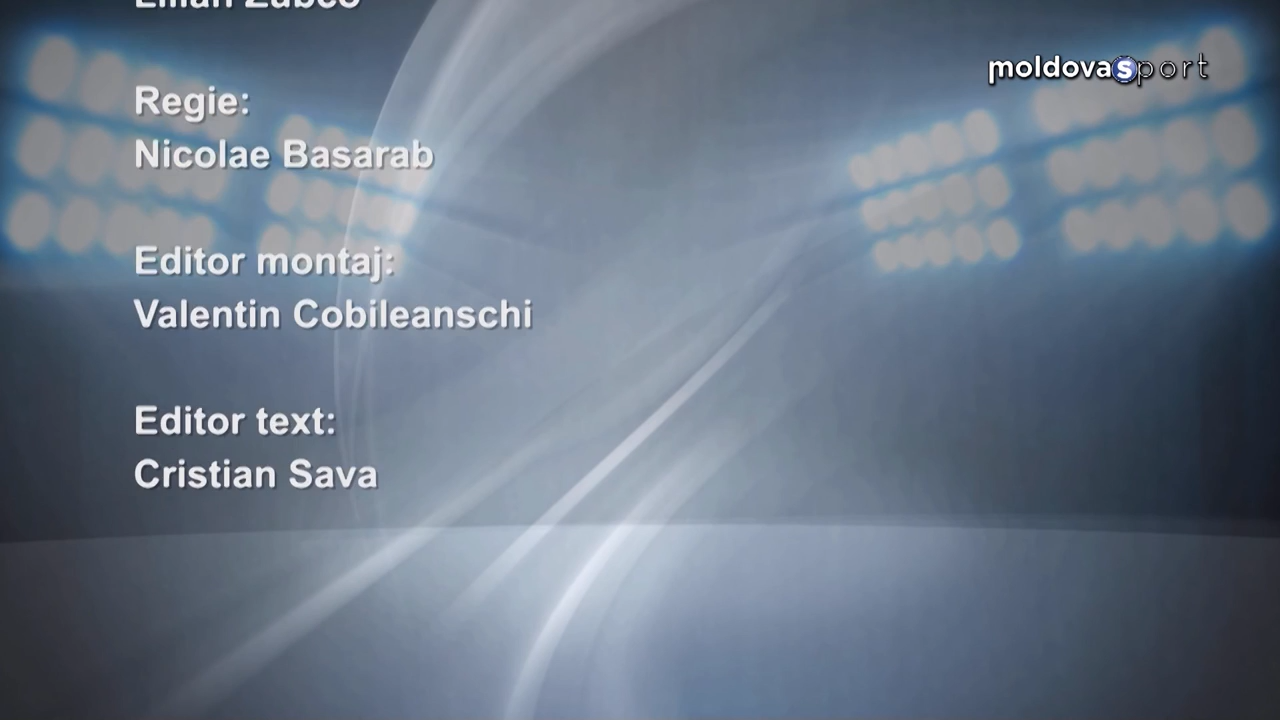 moldovasport
Regie:
Nicolae Basarab
Editor montaj:
Valentin Cobileanschi
Editor text:
Cristian Sava